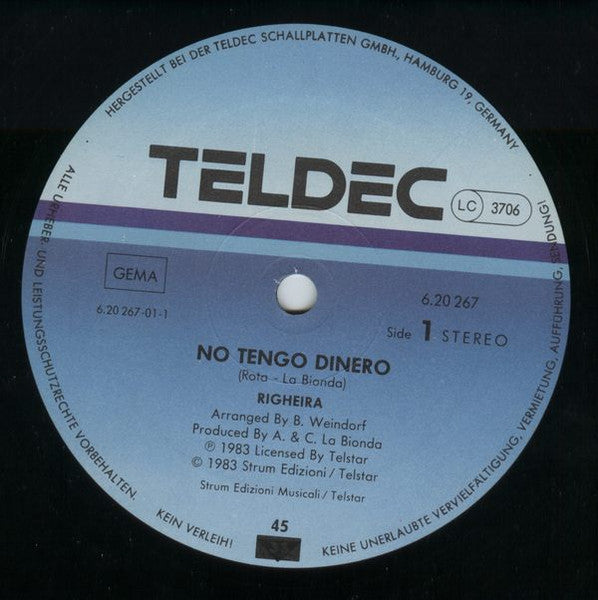 HERGESTELLT BEI DER TELDEC SCHALLPLATTEN GMBH., HAMBURG 19, GERMANY
TELDEC
LC 3706
GEMA
6.20 267-01-1
6.20 267
Side 1 STEREO
NO TENGO DINERO
(Rota - La Bionda)
RIGHEIRA
Arranged By B. Weindorf
Produced By A. & C. La Bionda
℗ 1983 Licensed By Telstar
© 1983 Strum Edizioni / Telstar
Strum Edizioni Musicali / Telstar
45
ALLE URHEBER- UND LEISTUNGSSCHUTZRECHTE VORBEHALTEN.
KEIN VERLEIH!
KEINE UNERLAUBTE VERVIELFÄLTIGUNG, VERMIETUNG, AUFFÜHRUNG, SENDUNG!